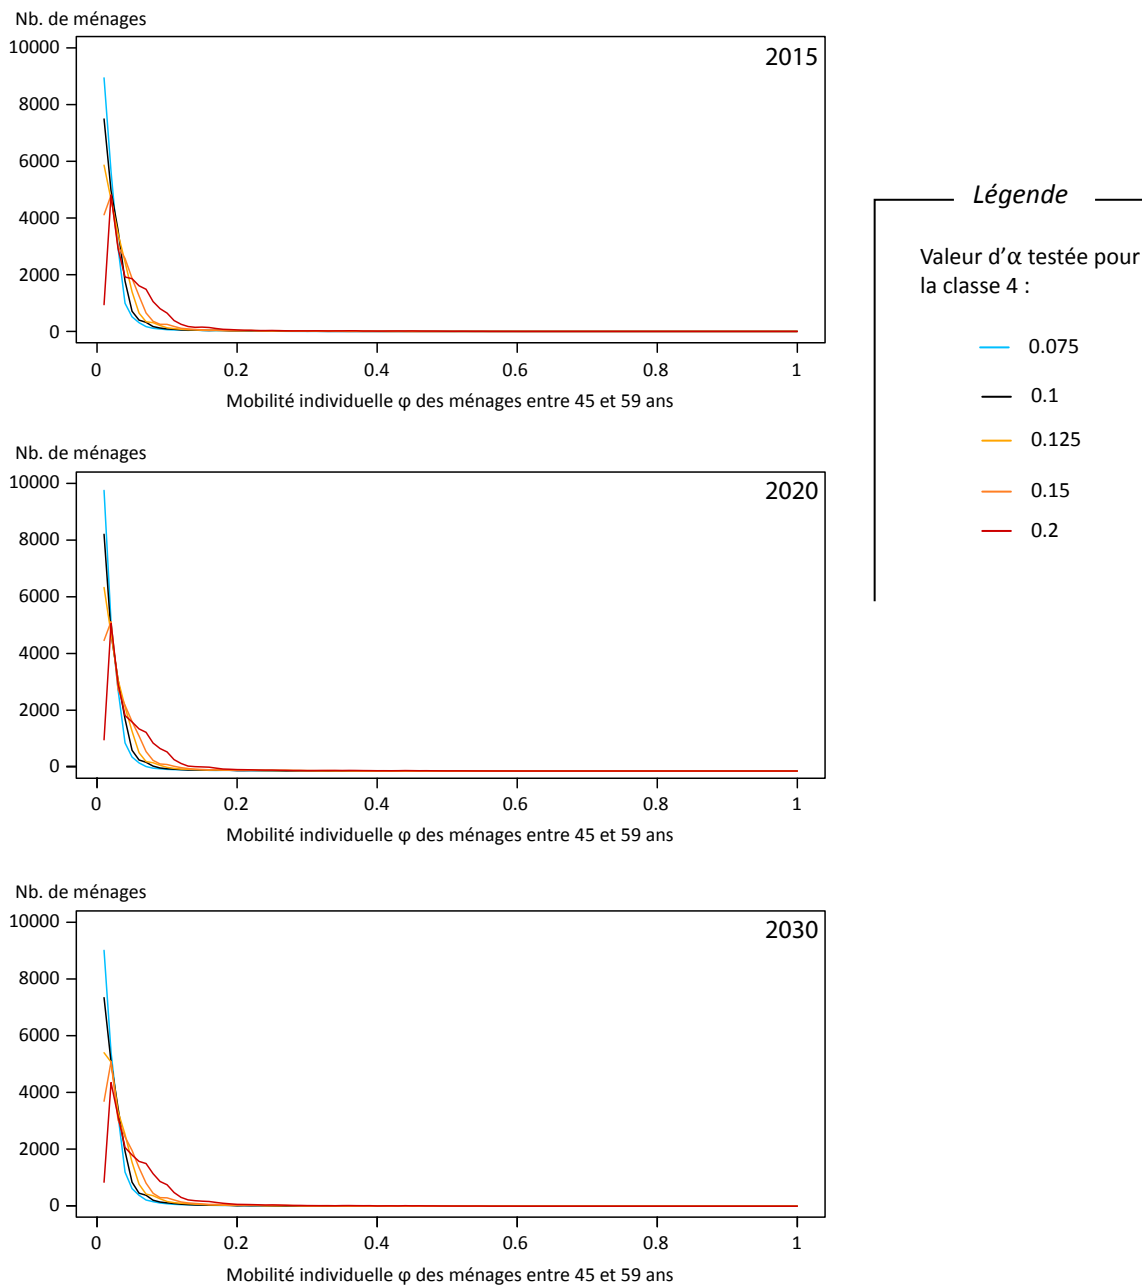 Nb. de ménages
10000
2015
8000
6000
4000
2000
0
0 0.2 0.4 0.6 0.8 1
Mobilité individuelle φ des ménages entre 45 et 59 ans
Légende
Valeur d'α testée pour
la classe 4 :
0.075
0.1
0.125
0.15
0.2
Nb. de ménages
10000
2020
8000
6000
4000
2000
0
0 0.2 0.4 0.6 0.8 1
Mobilité individuelle φ des ménages entre 45 et 59 ans
Nb. de ménages
10000
2030
8000
6000
4000
2000
0
0 0.2 0.4 0.6 0.8 1
Mobilité individuelle φ des ménages entre 45 et 59 ans